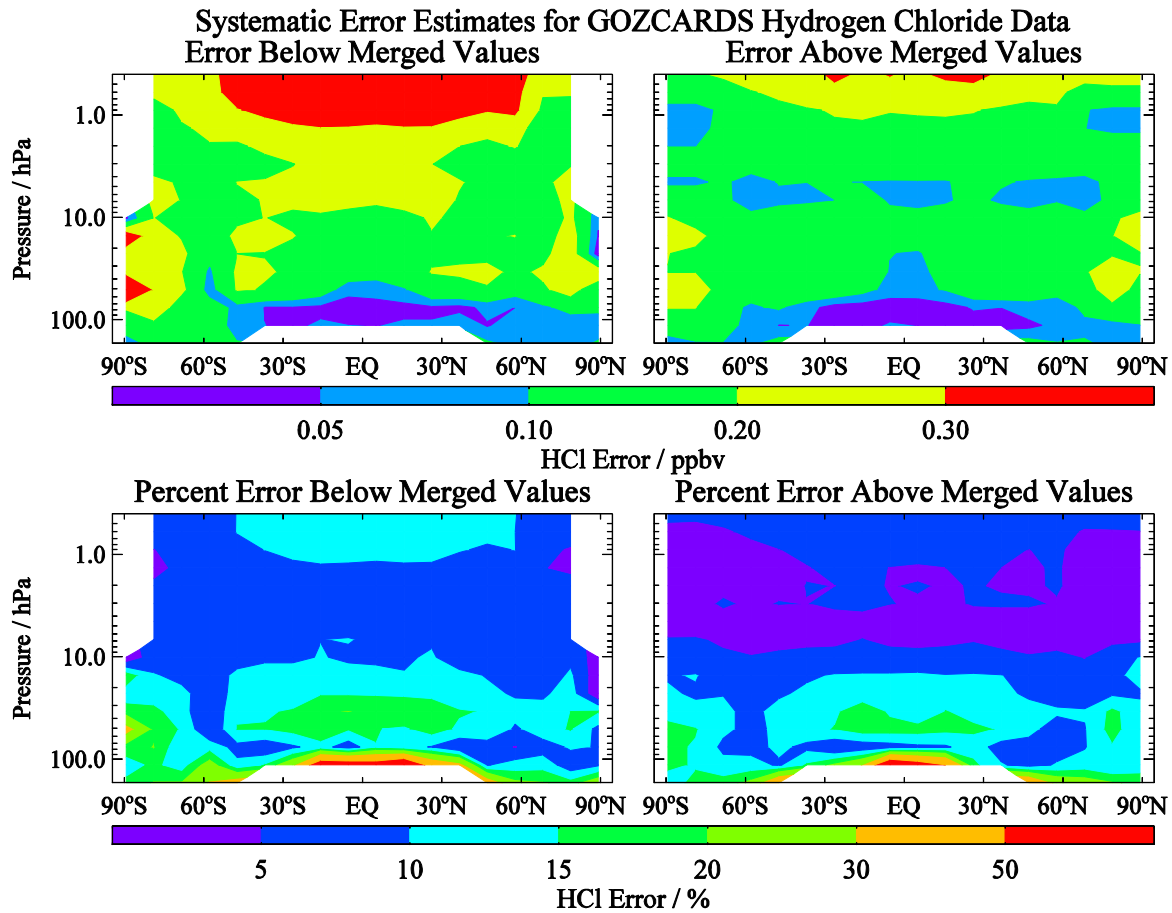 Systematic Error Estimates for GOZCARDS Hydrogen Chloride Data
Error Below Merged Values
Error Above Merged Values
Pressure / hPa
1.0
10.0
100.0
90°S 60°S 30°S EQ 30°N 60°N 90°N
90°S 60°S 30°S EQ 30°N 60°N 90°N
0.05 0.10 0.20 0.30
HCl Error / ppbv
Percent Error Below Merged Values
Percent Error Above Merged Values
Pressure / hPa
1.0
10.0
100.0
90°S 60°S 30°S EQ 30°N 60°N 90°N
90°S 60°S 30°S EQ 30°N 60°N 90°N
5 10 15 20 30 50
HCl Error / %